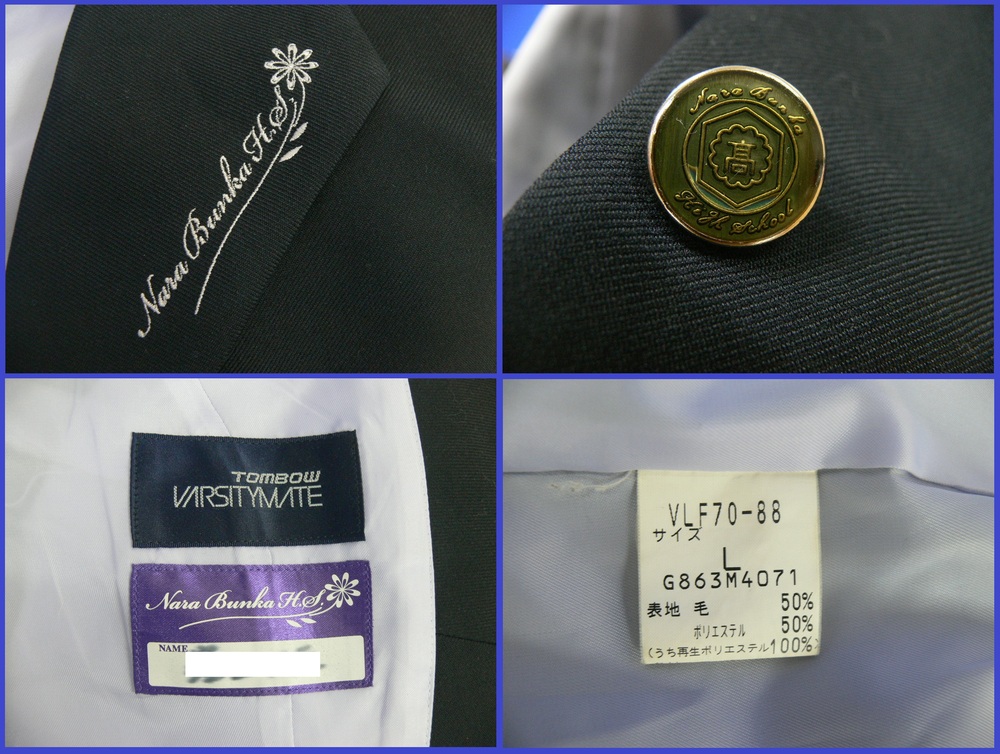 Nara Bunka H.S.
Nara Bunka
高
High School
TOMBOW
VARSITYMATE
Nara Bunka H.S.
NAME
VLF70-88
サイズ
L
G863M4071
表地 毛 50%
ポリエステル 50%
(うち再生ポリエステル100%)